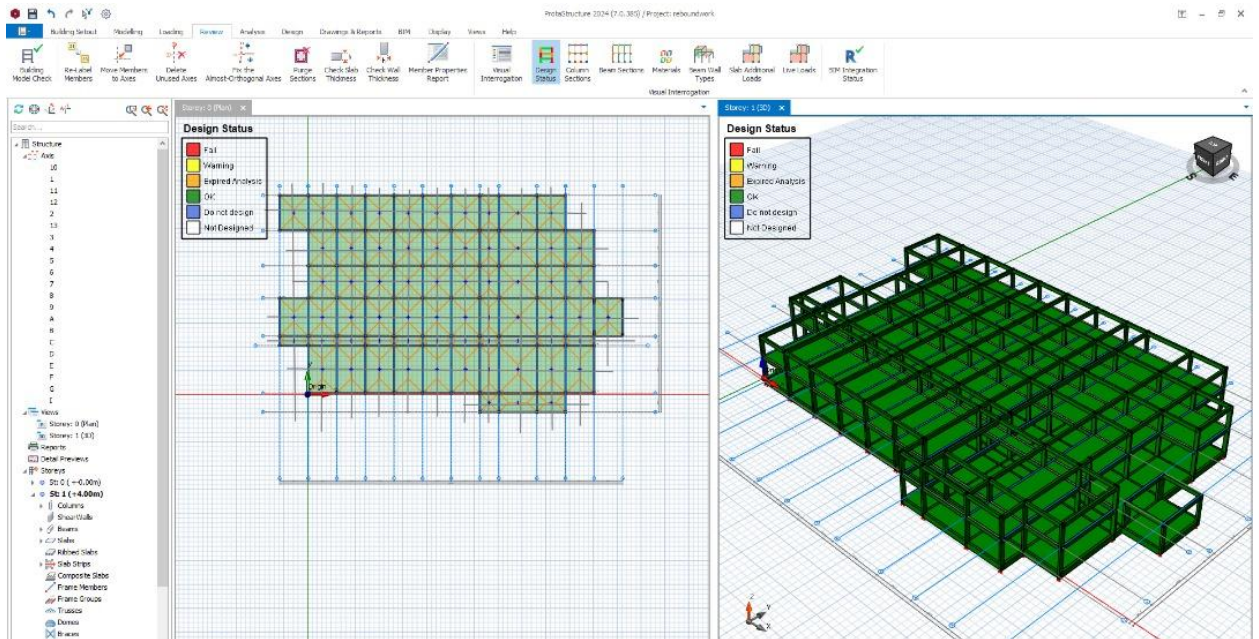 ProtaStructure 2024 (7.0.385) / Project: reboundwork
Building Setout Modelling Loading Review Analysis Design Drawings & Reports BIM Display Views Help
Building Model Check
Re-Label Members
Move Members to Axes
Delete Unused Axes
Fix the Almost-Orthogonal Axes
Purge Sections
Check Slab Thickness
Check Wall Thickness
Member Properties Report
Visual Interrogation
Design Status
Column Sections
Beam Sections
Materials
Beam Wall Types
Slab Additional Loads
Live Loads
BIM Integration Status
Visual Interrogation
Search...
Structure
Axis
10
1
11
12
2
13
3
4
5
6
7
8
9
A
B
C
D
E
F
G
I
Views
Storey: 0 (Plan)
Storey: 1 (3D)
Reports
Detail Previews
Storeys
St: 0 ( +-0.00m)
St: 1 (+4.00m)
Columns
ShearWalls
Beams
Slabs
Ribbed Slabs
Slab Strips
Composite Slabs
Frame Members
Frame Groups
Trusses
Domes
Braces
Storey: 0 (Plan)
Design Status
Fail
Warning
Expired Analysis
OK
Do not design
Not Designed
Y
Origin
Storey: 1 (3D)
Design Status
Fail
Warning
Expired Analysis
OK
Do not design
Not Designed
S
E
Z
Y
X